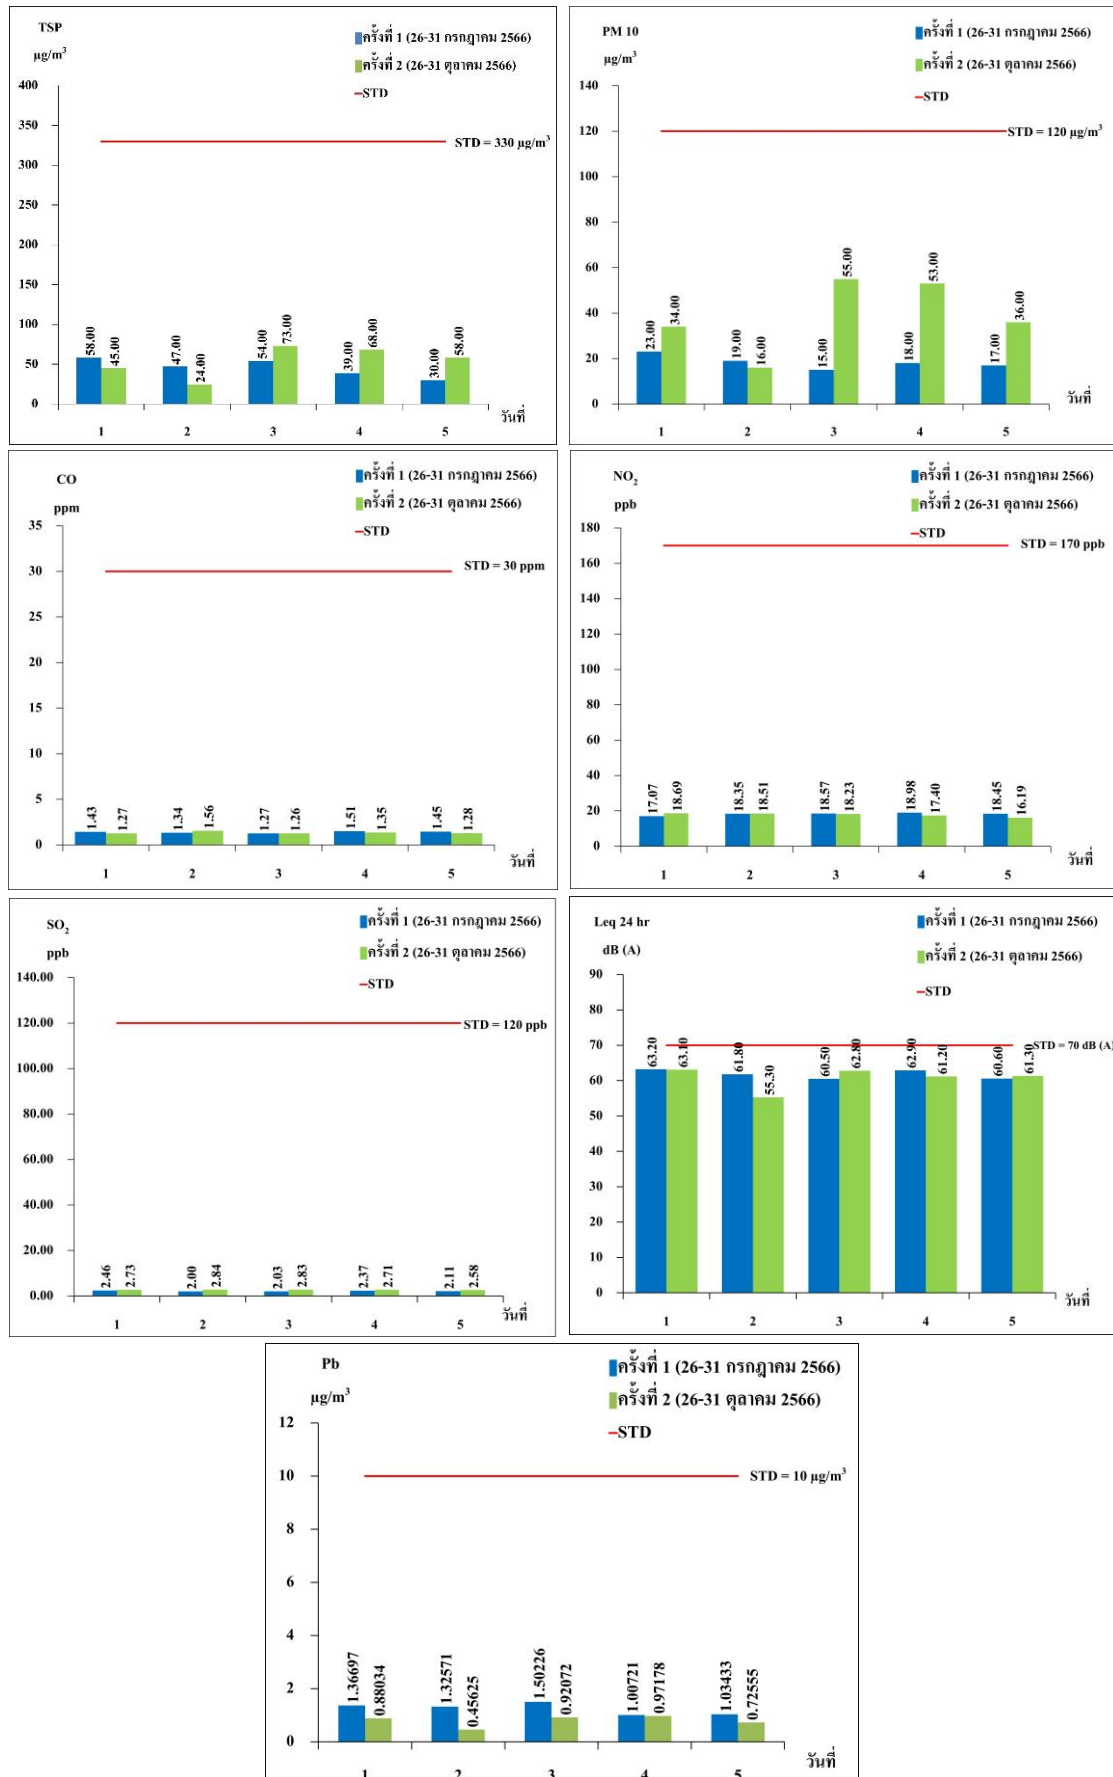 TSP
µg/m³
ครั้งที่ 1 (26-31 กรกฎาคม 2566)
ครั้งที่ 2 (26-31 ตุลาคม 2566)
STD
STD = 330 µg/m³
400
350
300
250
200
150
100
50
0
58.00 45.00 47.00 24.00 54.00 73.00 39.00 68.00 30.00 58.00
1 2 3 4 5
วันที่
PM 10
µg/m³
ครั้งที่ 1 (26-31 กรกฎาคม 2566)
ครั้งที่ 2 (26-31 ตุลาคม 2566)
STD
STD = 120 µg/m³
140
120
100
80
60
40
20
0
23.00 34.00 19.00 16.00 15.00 55.00 18.00 53.00 17.00 36.00
1 2 3 4 5
วันที่
CO
ppm
ครั้งที่ 1 (26-31 กรกฎาคม 2566)
ครั้งที่ 2 (26-31 ตุลาคม 2566)
STD
STD = 30 ppm
35
30
25
20
15
10
5
0
1.43 1.27 1.34 1.56 1.27 1.26 1.51 1.35 1.45 1.28
1 2 3 4 5
วันที่
NO₂
ppb
ครั้งที่ 1 (26-31 กรกฎาคม 2566)
ครั้งที่ 2 (26-31 ตุลาคม 2566)
STD
STD = 170 ppb
180
160
140
120
100
80
60
40
20
0
17.07 18.69 18.35 18.51 18.57 18.23 18.98 17.40 18.45 16.19
1 2 3 4 5
วันที่
SO₂
ppb
ครั้งที่ 1 (26-31 กรกฎาคม 2566)
ครั้งที่ 2 (26-31 ตุลาคม 2566)
STD
STD = 120 ppb
140.00
120.00
100.00
80.00
60.00
40.00
20.00
0.00
2.46 2.73 2.00 2.84 2.03 2.83 2.37 2.71 2.11 2.58
1 2 3 4 5
วันที่
Leq 24 hr
dB (A)
ครั้งที่ 1 (26-31 กรกฎาคม 2566)
ครั้งที่ 2 (26-31 ตุลาคม 2566)
STD
STD = 70 dB (A)
90
80
70
60
50
40
30
20
10
0
63.20 63.10 61.80 55.30 60.50 62.80 62.90 61.20 60.60 61.30
1 2 3 4 5
วันที่
Pb
µg/m³
ครั้งที่ 1 (26-31 กรกฎาคม 2566)
ครั้งที่ 2 (26-31 ตุลาคม 2566)
STD
STD = 10 µg/m³
12
10
8
6
4
2
0
1.36697 0.88034 1.32571 0.45625 1.50226 0.92072 1.00721 0.97178 1.03433 0.72555
1 2 3 4 5
วันที่